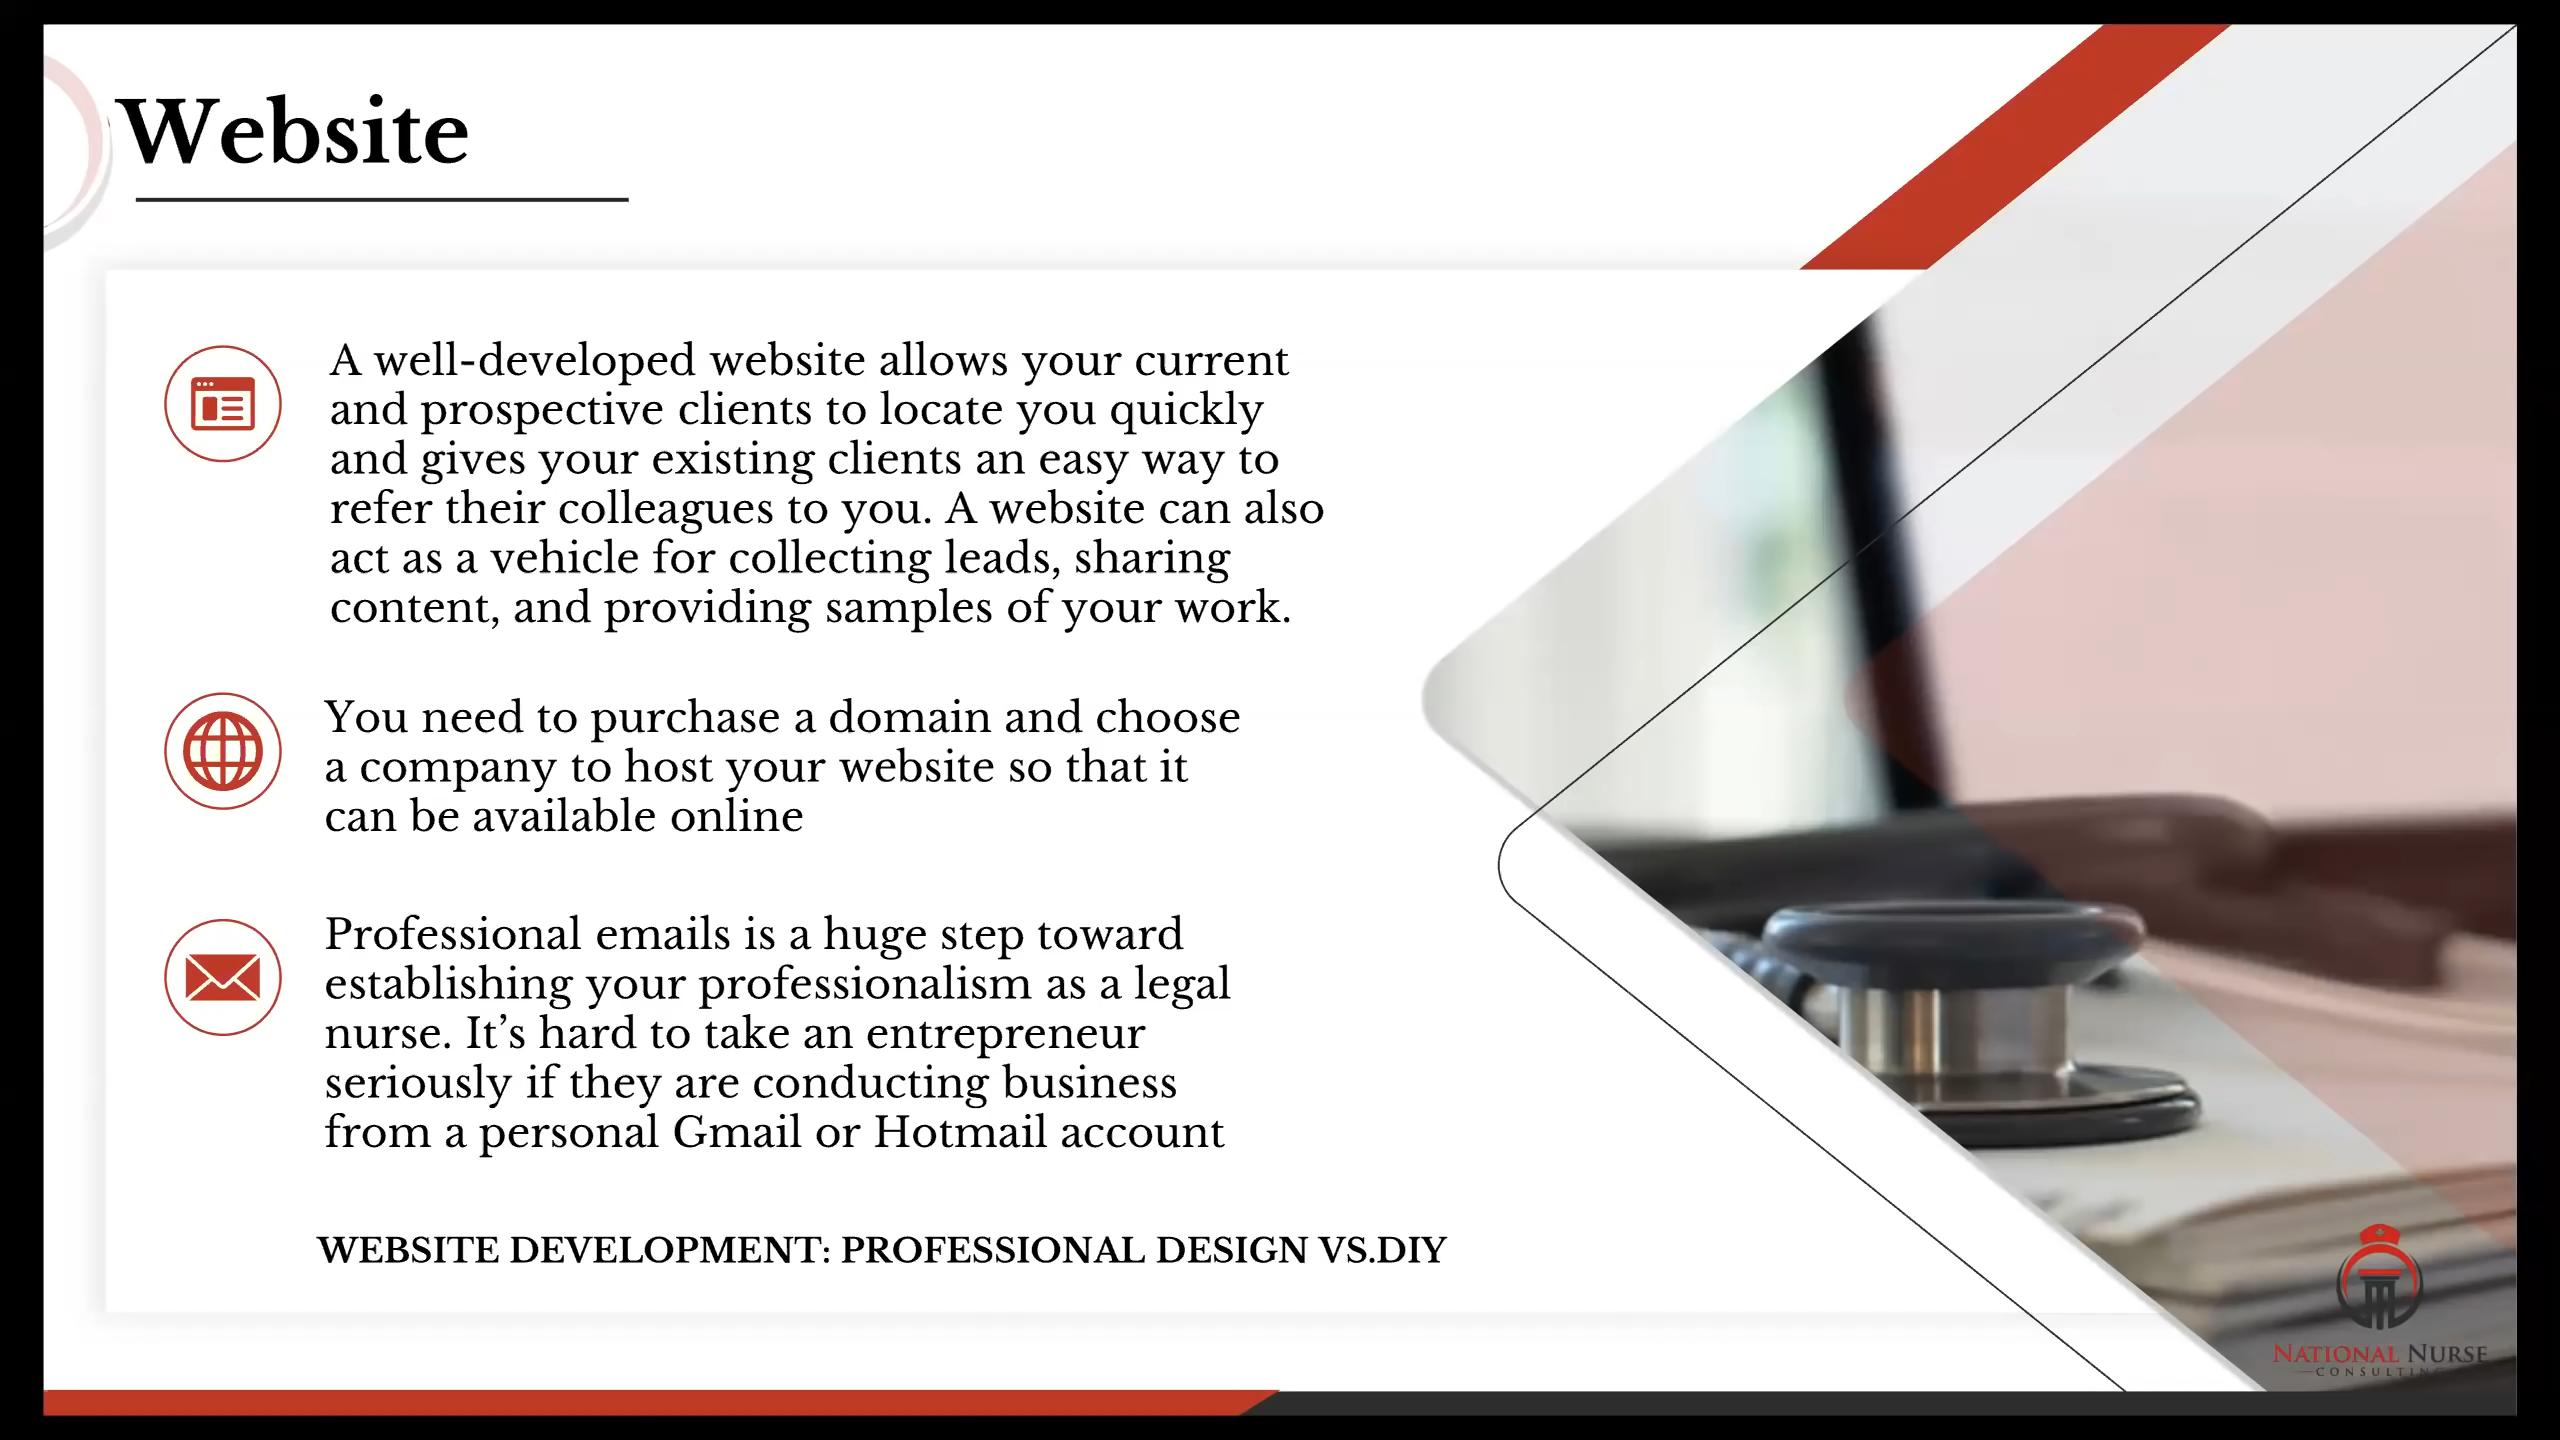 Website
A well-developed website allows your current
and prospective clients to locate you quickly
and gives your existing clients an easy way to
refer their colleagues to you. A website can also
act as a vehicle for collecting leads, sharing
content, and providing samples of your work.
You need to purchase a domain and choose
a company to host your website so that it
can be available online
Professional emails is a huge step toward
establishing your professionalism as a legal
nurse. It’s hard to take an entrepreneur
seriously if they are conducting business
from a personal Gmail or Hotmail account
WEBSITE DEVELOPMENT: PROFESSIONAL DESIGN VS.DIY
NATIONAL NURSE
CONSULTING